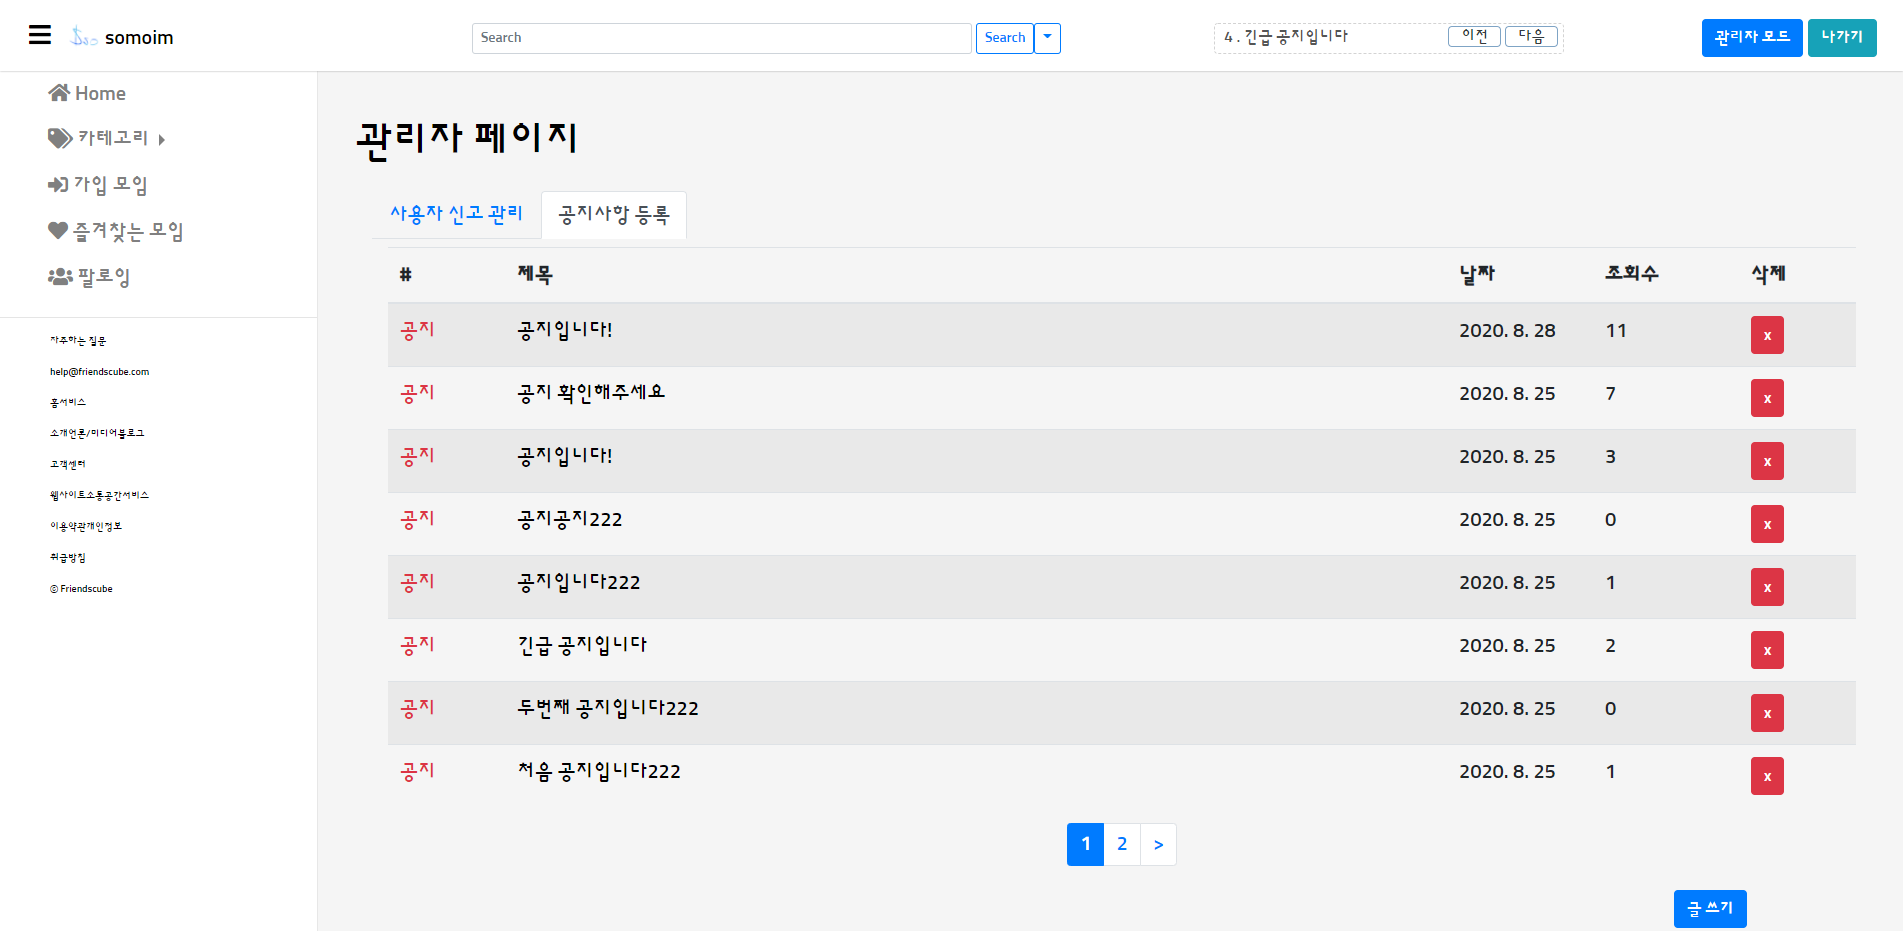 somoim
Search Search
4 . 긴급 공지입니다 이전 다음
관리자 모드 나가기
Home
카테고리
가입 모임
즐겨찾는 모임
팔로잉
자주하는 질문
help@friendscube.com
홈서비스
소개언론/미디어블로그
고객센터
웹사이트소통공간서비스
이용약관개인정보
취급방침
© Friendscube
관리자 페이지
사용자 신고 관리 공지사항 등록
# 제목 날짜 조회수 삭제
공지 공지입니다! 2020. 8. 28 11 x
공지 공지 확인해주세요 2020. 8. 25 7 x
공지 공지입니다! 2020. 8. 25 3 x
공지 공지공지222 2020. 8. 25 0 x
공지 공지입니다222 2020. 8. 25 1 x
공지 긴급 공지입니다 2020. 8. 25 2 x
공지 두번째 공지입니다222 2020. 8. 25 0 x
공지 처음 공지입니다222 2020. 8. 25 1 x
1 2 >
글 쓰기